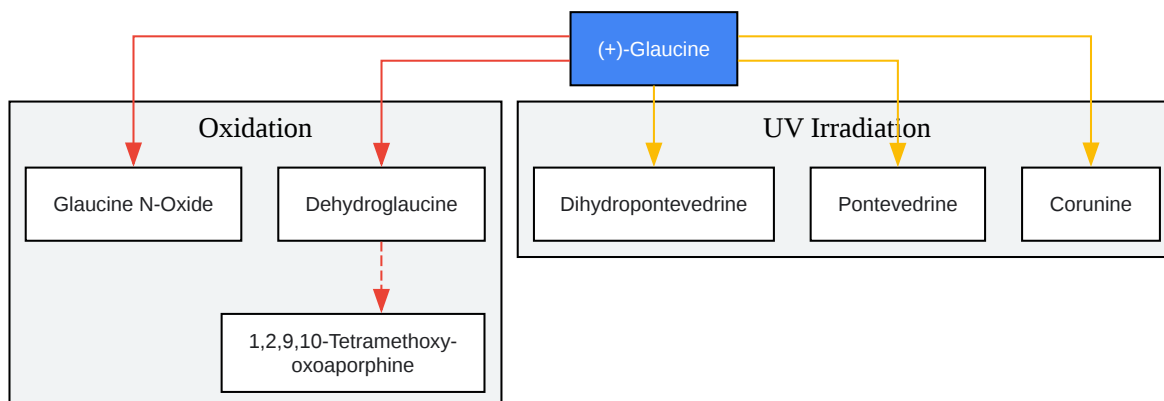 (+)-Glaucine
Oxidation
UV Irradiation
Glaucine N-Oxide
Dehydroglaucine
Dihydropontevedrine
Pontevedrine
Corunine
1,2,9,10-Tetramethoxy-
oxoaporphine